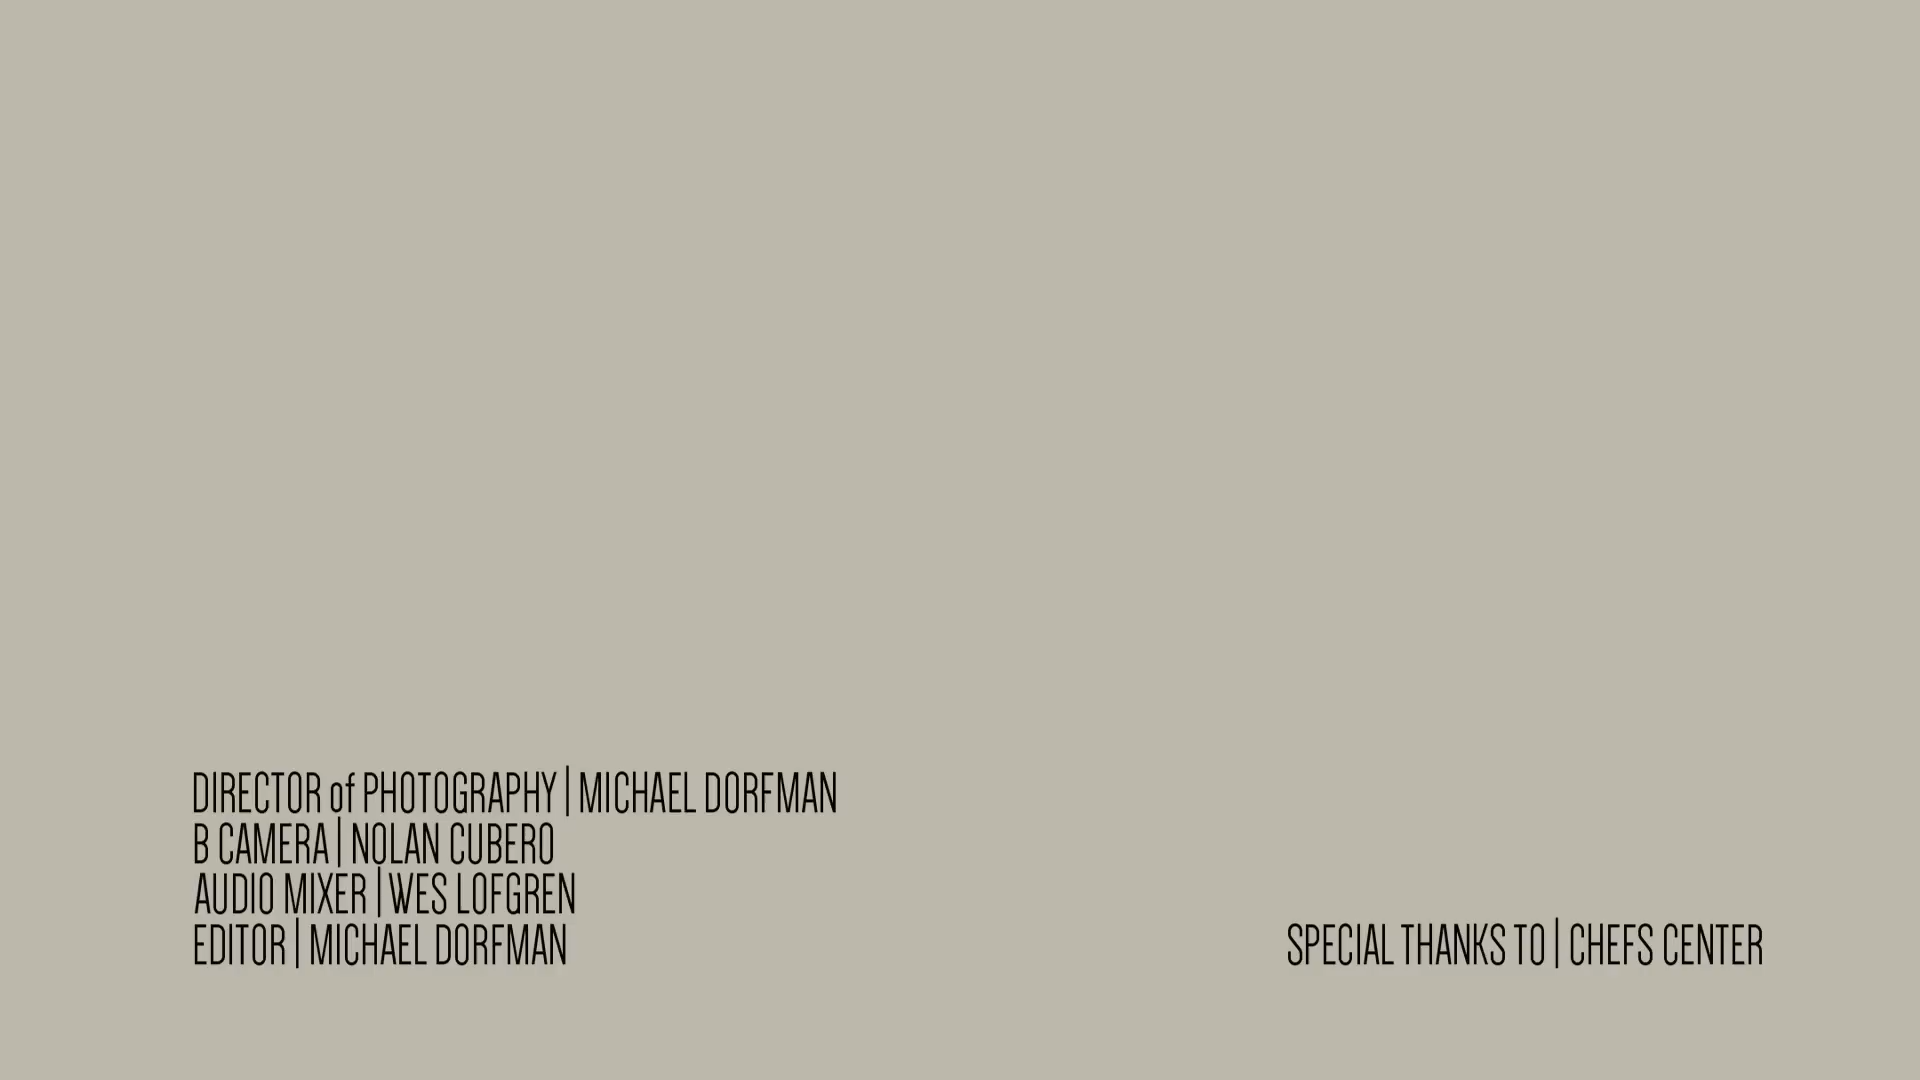 DIRECTOR of PHOTOGRAPHY | MICHAEL DORFMAN
B CAMERA | NOLAN CUBERO
AUDIO MIXER | WES LOFGREN
EDITOR | MICHAEL DORFMAN
SPECIAL THANKS TO | CHEFS CENTER